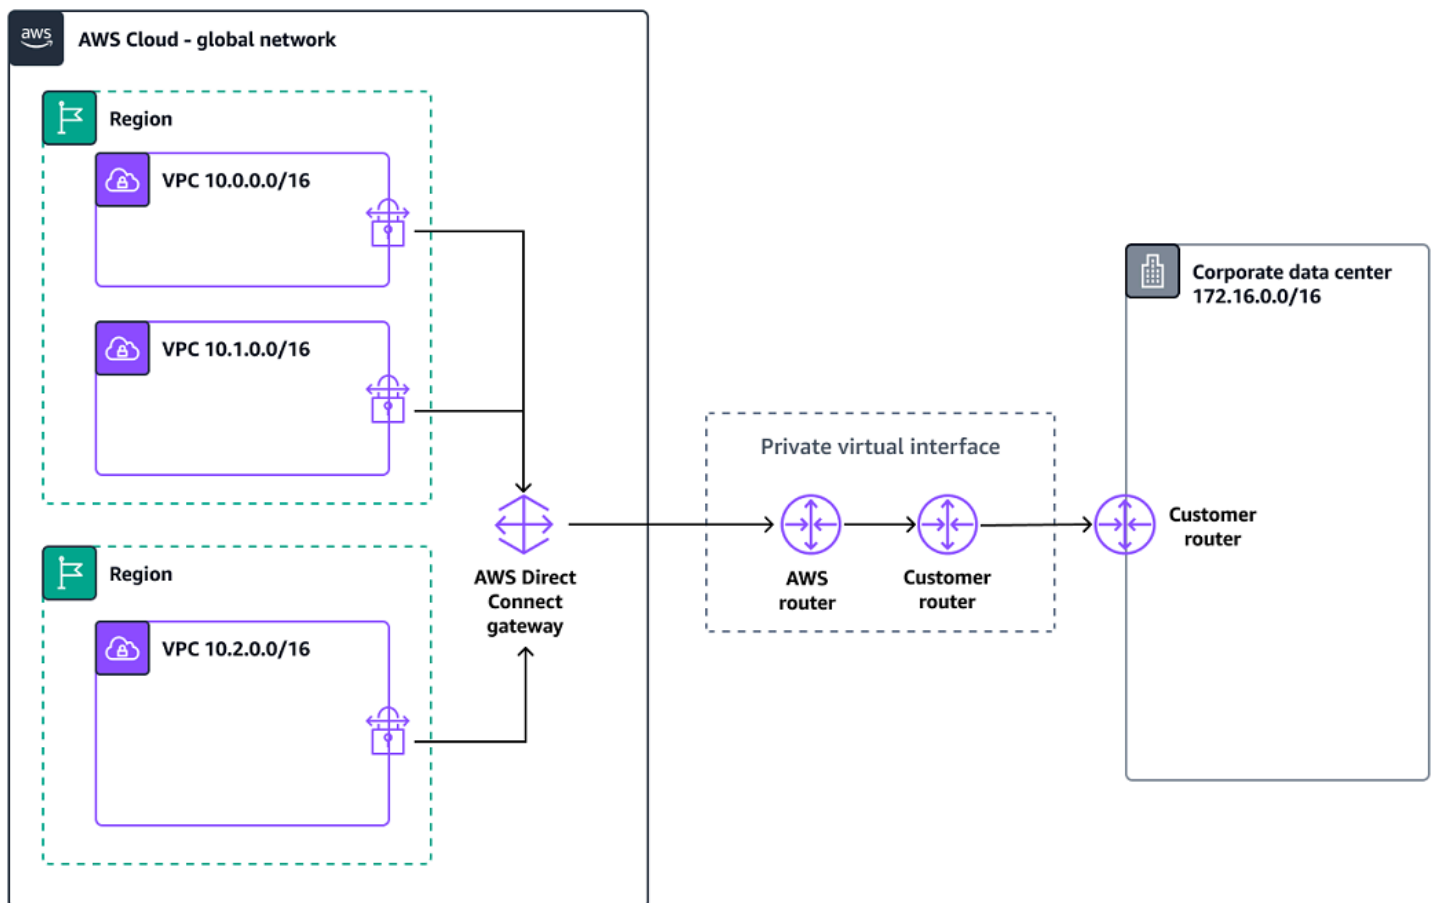 aws
AWS Cloud - global network
Region
VPC 10.0.0.0/16
VPC 10.1.0.0/16
Region
VPC 10.2.0.0/16
AWS Direct
Connect
gateway
Private virtual interface
AWS
router
Customer
router
Customer
router
Corporate data center
172.16.0.0/16